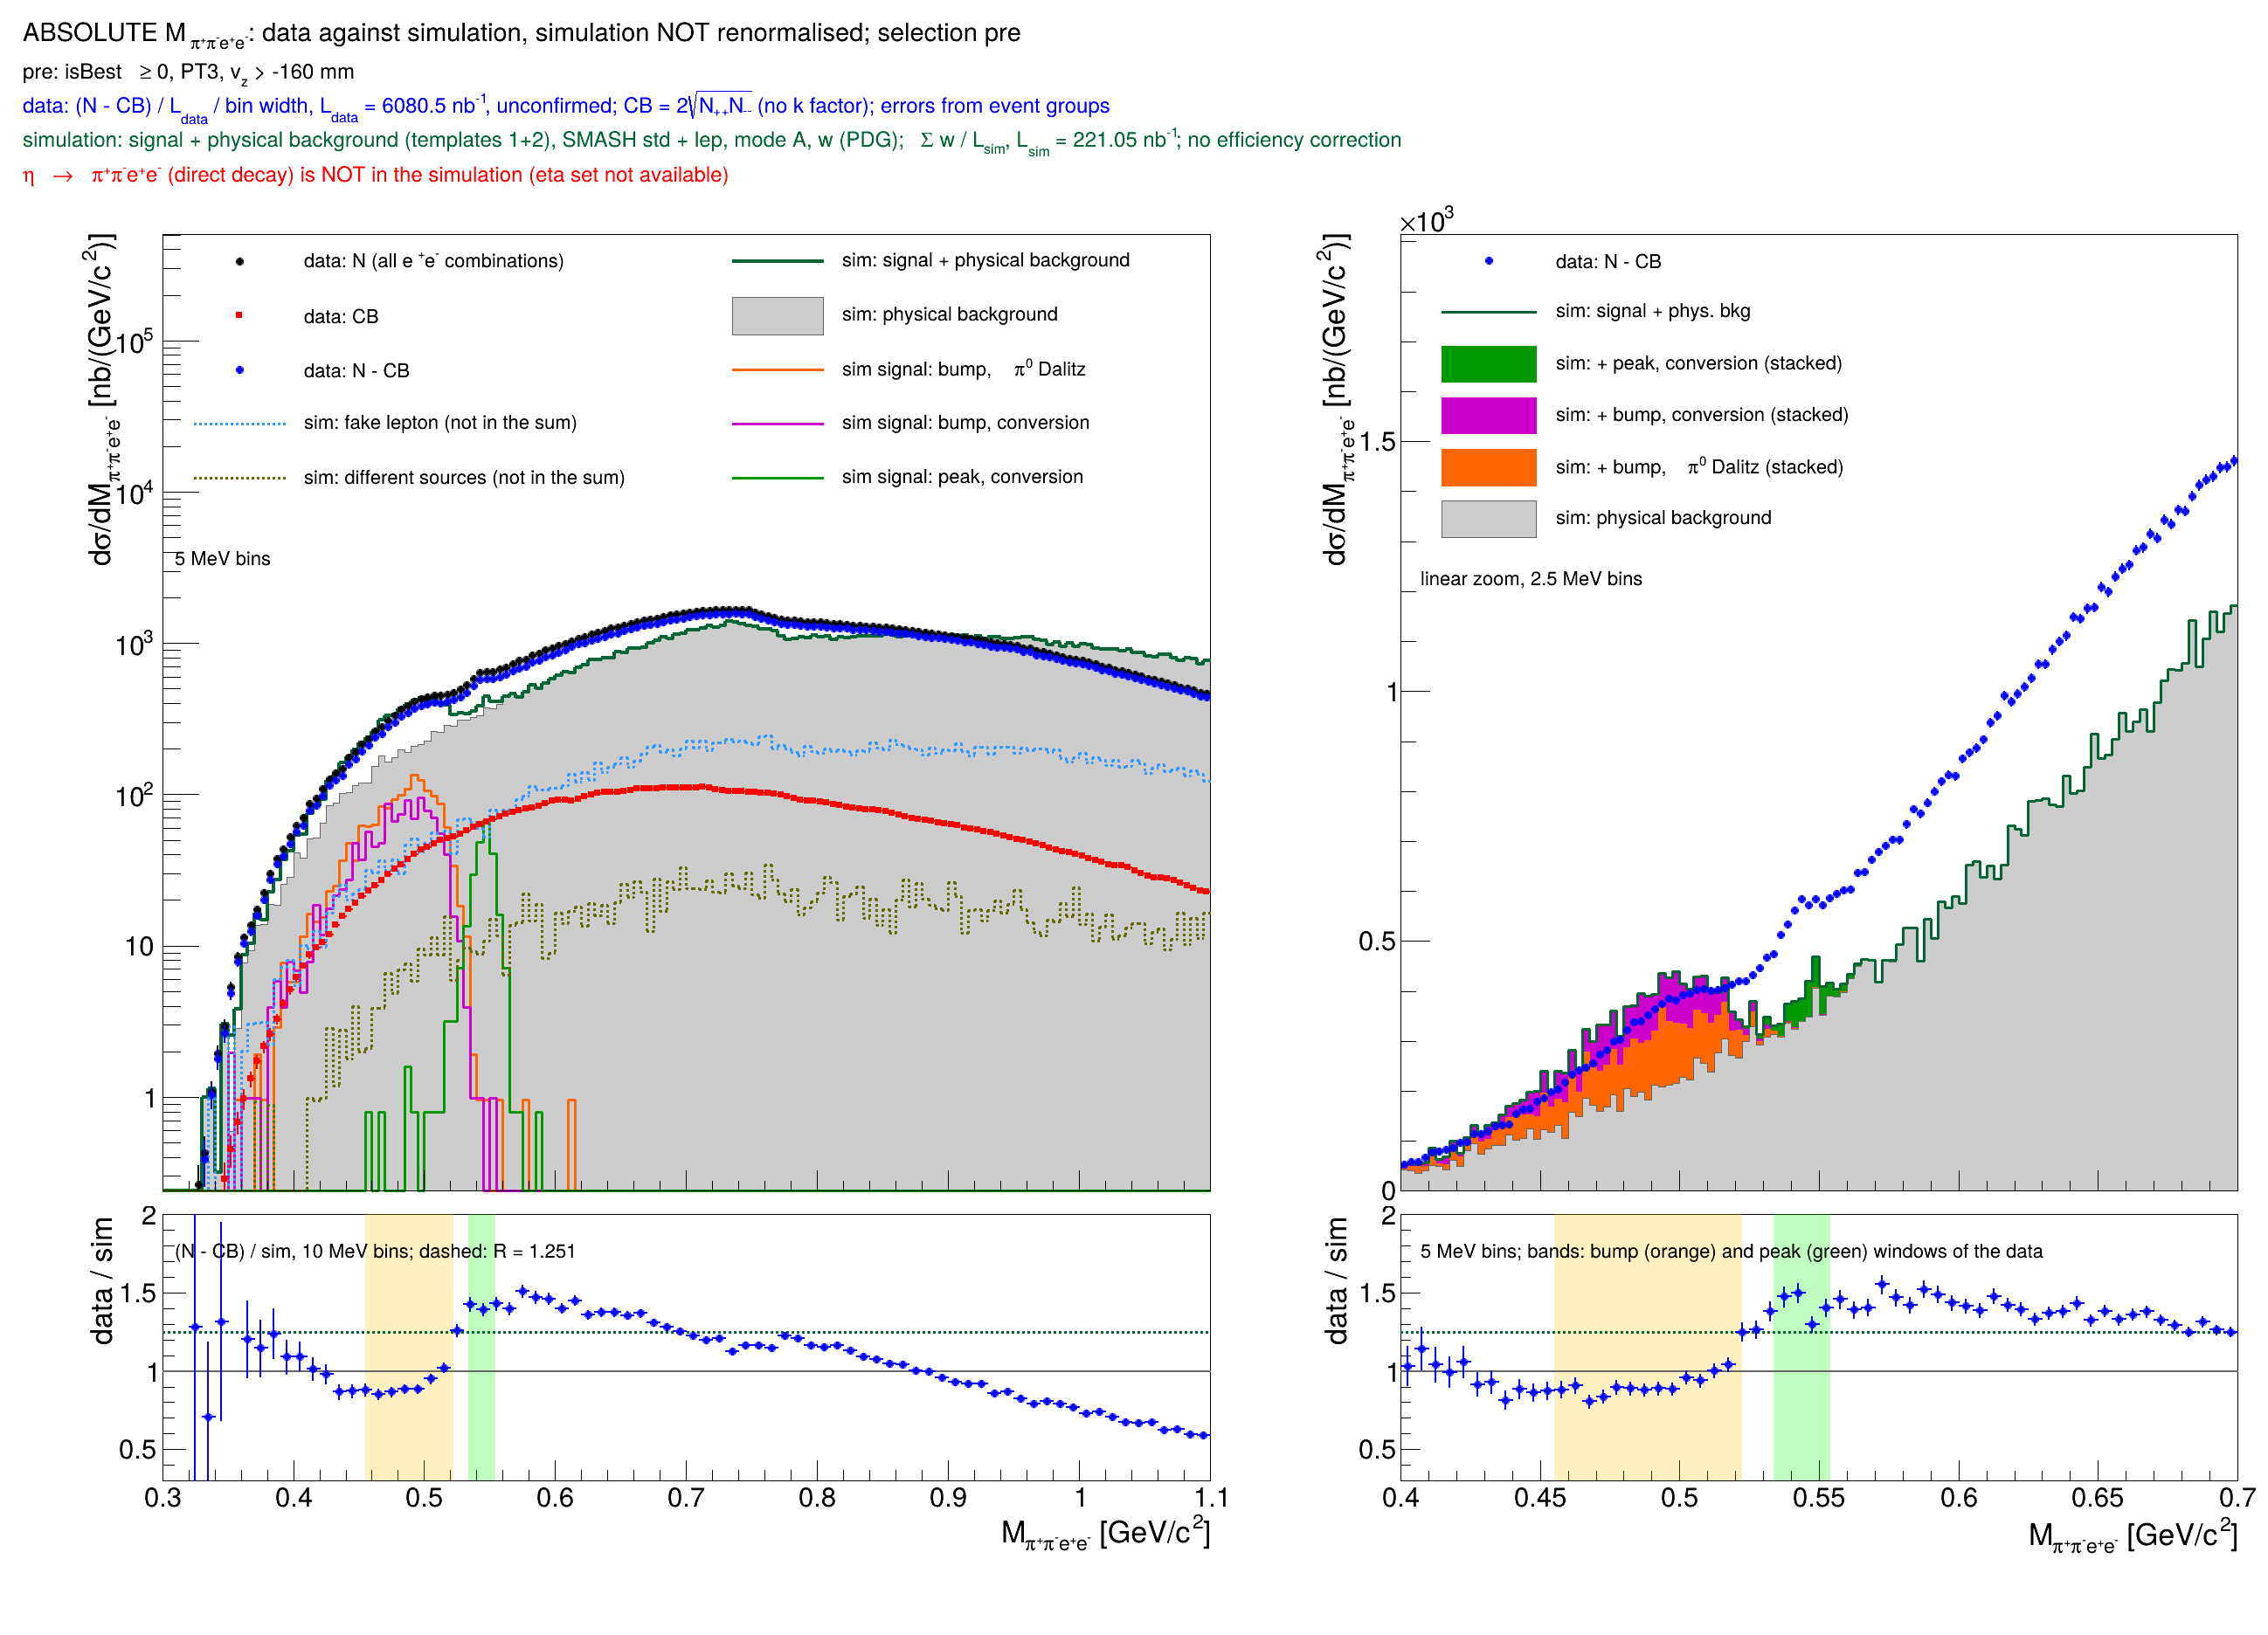 ABSOLUTE M π+π-e+e-: data against simulation, simulation NOT renormalised; selection pre
pre: isBest ≥ 0, PT3, vz > -160 mm
data: (N - CB) / Ldata / bin width, Ldata = 6080.5 nb-1, unconfirmed; CB = 2√N++N-- (no k factor); errors from event groups
simulation: signal + physical background (templates 1+2), SMASH std + lep, mode A, w (PDG); Σ w / Lsim, Lsim = 221.05 nb-1; no efficiency correction
η → π+π-e+e- (direct decay) is NOT in the simulation (eta set not available)
dσ/dMπ+π-e+e- [nb/(GeV/c2)]
data: N (all e+e- combinations)
data: CB
data: N - CB
sim: fake lepton (not in the sum)
sim: different sources (not in the sum)
sim: signal + physical background
sim: physical background
sim signal: bump, π0 Dalitz
sim signal: bump, conversion
sim signal: peak, conversion
5 MeV bins
105
104
103
102
10
1
data / sim
(N - CB) / sim, 10 MeV bins; dashed: R = 1.251
2
1.5
1
0.5
0.3 0.4 0.5 0.6 0.7 0.8 0.9 1 1.1
Mπ+π-e+e- [GeV/c2]
×103
dσ/dMπ+π-e+e- [nb/(GeV/c2)]
data: N - CB
sim: signal + phys. bkg
sim: + peak, conversion (stacked)
sim: + bump, conversion (stacked)
sim: + bump, π0 Dalitz (stacked)
sim: physical background
linear zoom, 2.5 MeV bins
1.5
1
0.5
0
data / sim
5 MeV bins; bands: bump (orange) and peak (green) windows of the data
2
1.5
1
0.5
0.4 0.45 0.5 0.55 0.6 0.65 0.7
Mπ+π-e+e- [GeV/c2]